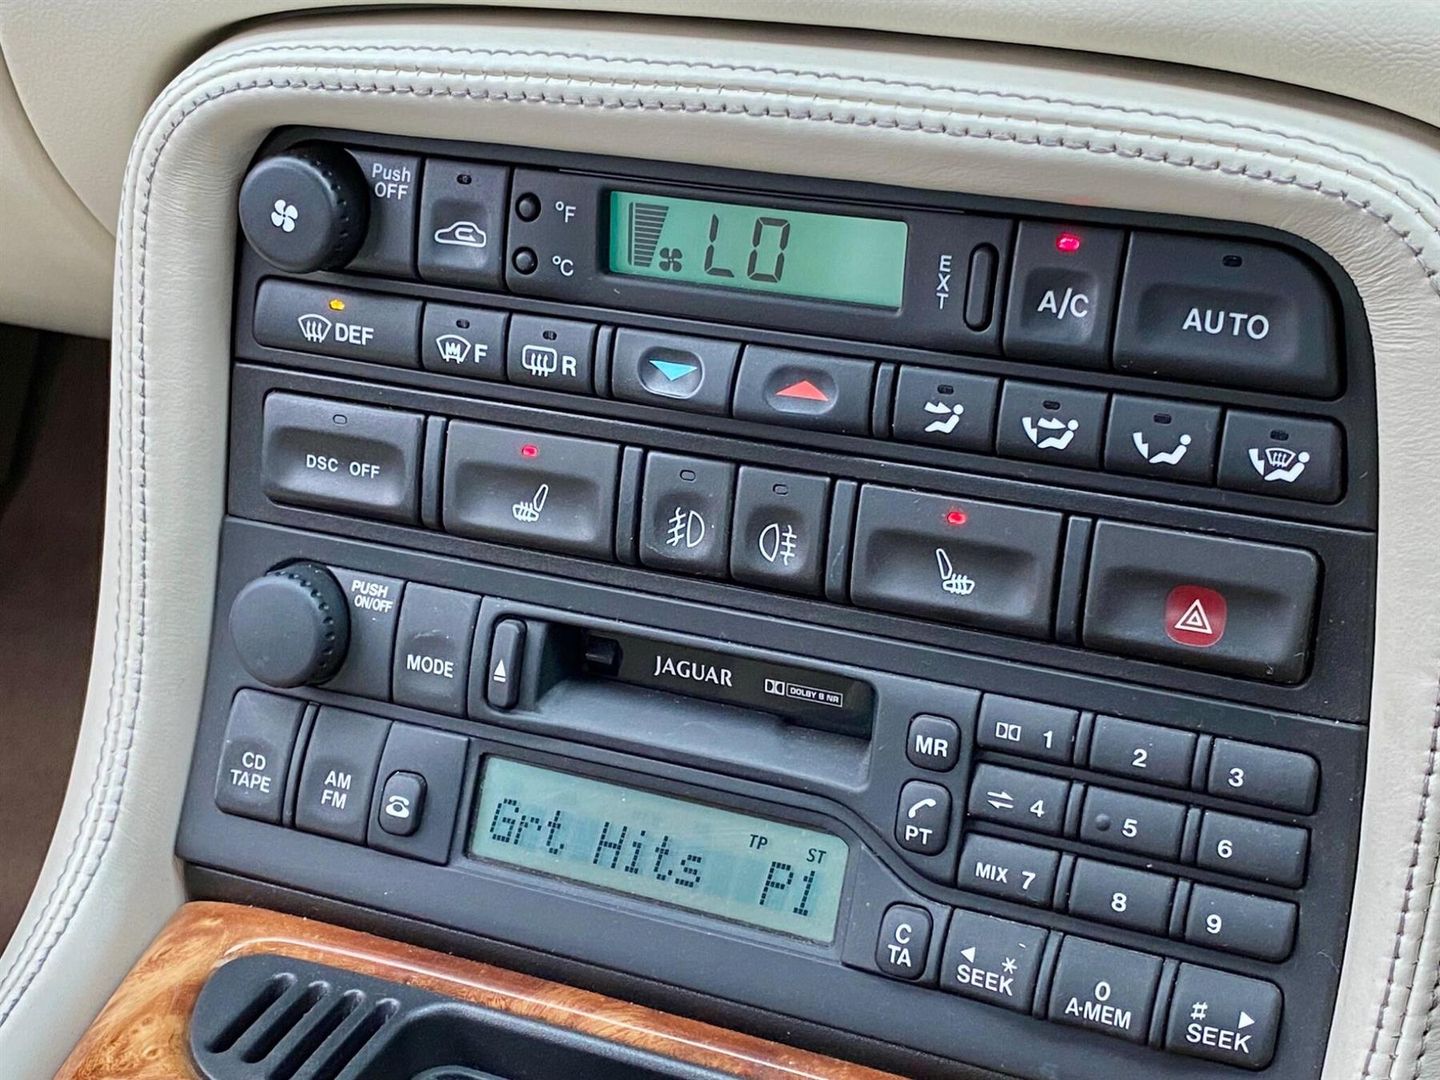 Push
OFF
°F
°C
LO
EXT
A/C
AUTO
DEF
F
R
DSC OFF
PUSH
ON/OFF
MODE
JAGUAR
DOLBY B NR
CD
TAPE
AM
FM
Grt Hits
TP
ST
P1
MR
PT
1
2
3
4
5
6
MIX 7
8
9
C
TA
*
SEEK
0
A·MEM
#
SEEK